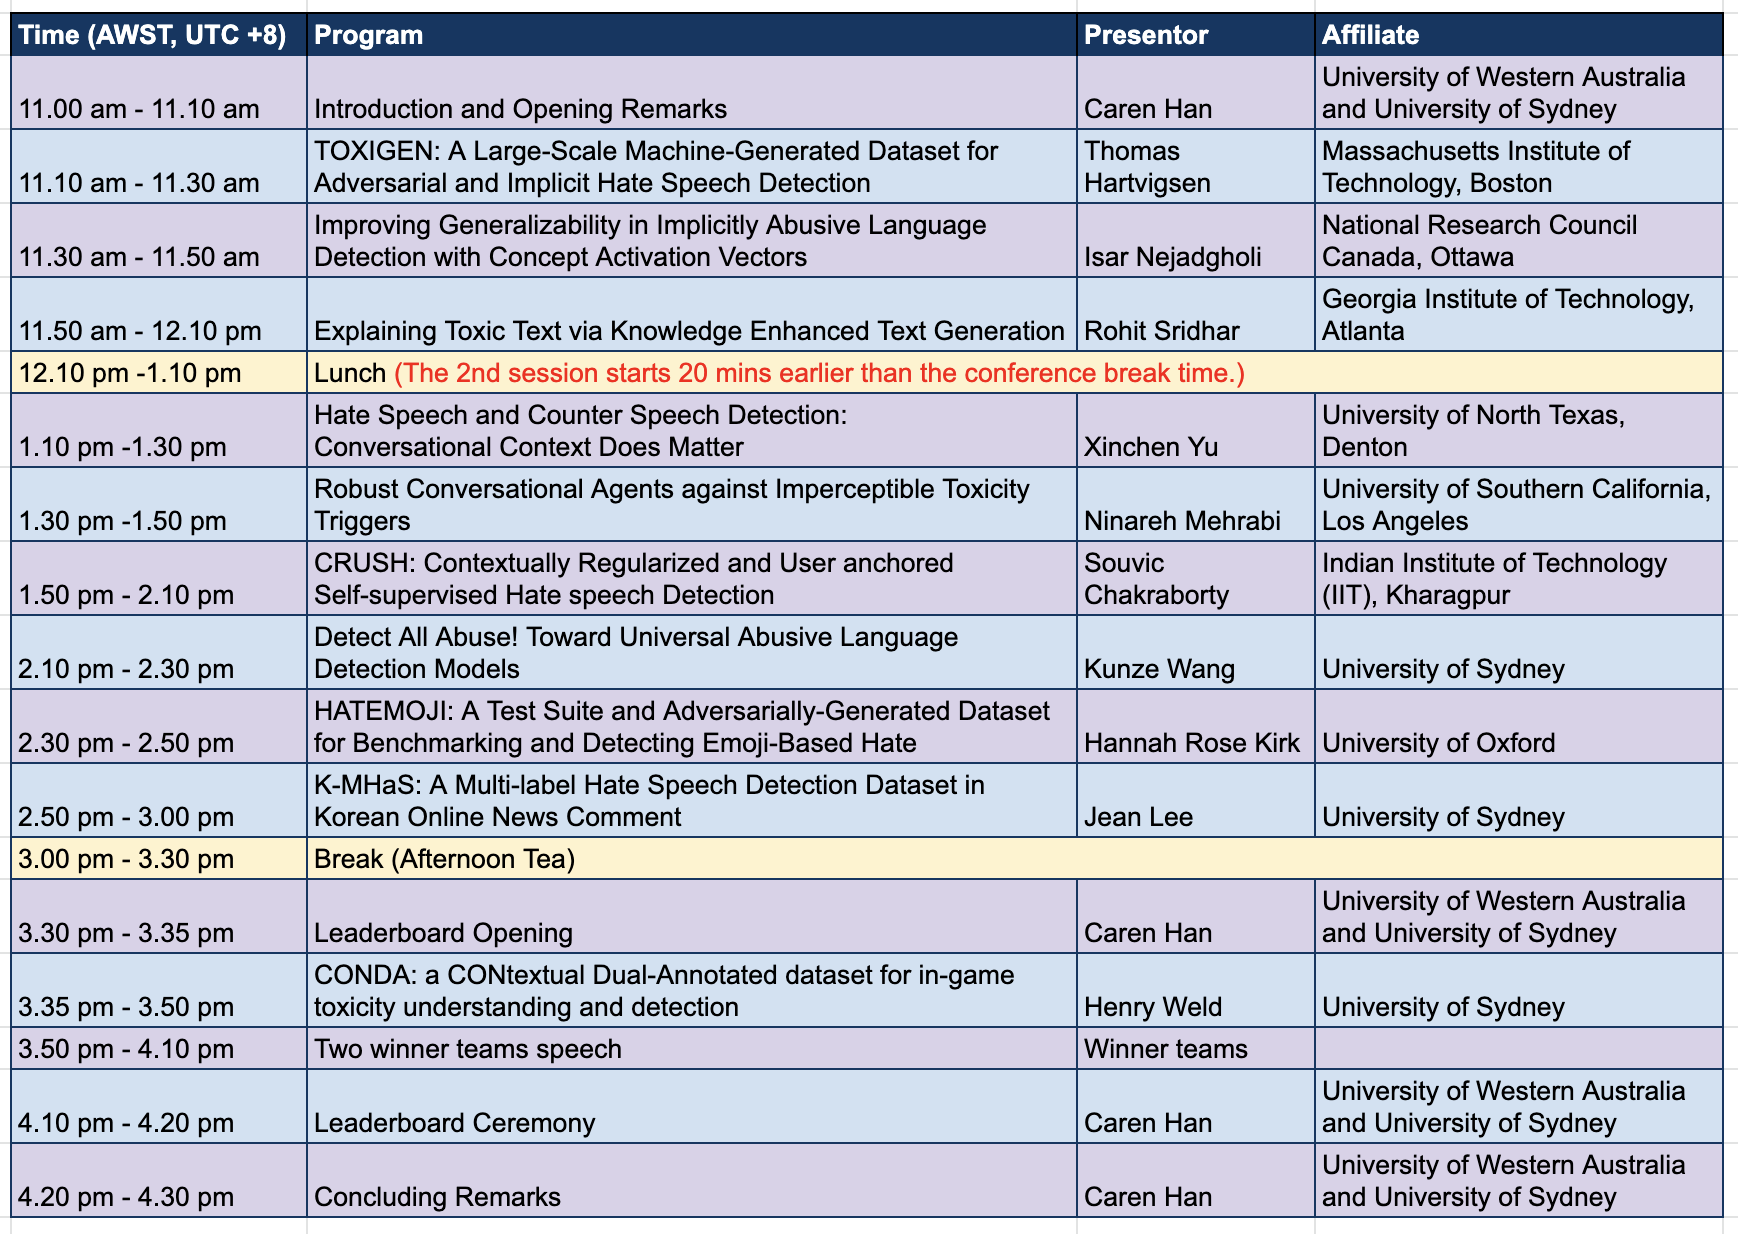 Time (AWST, UTC +8) Program Presentor Affiliate
11.00 am - 11.10 am Introduction and Opening Remarks Caren Han University of Western Australia
and University of Sydney
11.10 am - 11.30 am TOXIGEN: A Large-Scale Machine-Generated Dataset for
Adversarial and Implicit Hate Speech Detection
Thomas
Hartvigsen
Massachusetts Institute of
Technology, Boston
11.30 am - 11.50 am Improving Generalizability in Implicitly Abusive Language
Detection with Concept Activation Vectors
Isar Nejadgholi
National Research Council
Canada, Ottawa
11.50 am - 12.10 pm Explaining Toxic Text via Knowledge Enhanced Text Generation Rohit Sridhar Georgia Institute of Technology,
Atlanta
12.10 pm -1.10 pm Lunch (The 2nd session starts 20 mins earlier than the conference break time.)
1.10 pm -1.30 pm Hate Speech and Counter Speech Detection:
Conversational Context Does Matter
Xinchen Yu
University of North Texas,
Denton
1.30 pm -1.50 pm Robust Conversational Agents against Imperceptible Toxicity
Triggers
Ninareh Mehrabi
University of Southern California,
Los Angeles
1.50 pm - 2.10 pm CRUSH: Contextually Regularized and User anchored
Self-supervised Hate speech Detection
Souvic
Chakraborty
Indian Institute of Technology
(IIT), Kharagpur
2.10 pm - 2.30 pm Detect All Abuse! Toward Universal Abusive Language
Detection Models
Kunze Wang
University of Sydney
2.30 pm - 2.50 pm HATEMOJI: A Test Suite and Adversarially-Generated Dataset
for Benchmarking and Detecting Emoji-Based Hate
Hannah Rose Kirk
University of Oxford
2.50 pm - 3.00 pm K-MHaS: A Multi-label Hate Speech Detection Dataset in
Korean Online News Comment
Jean Lee
University of Sydney
3.00 pm - 3.30 pm Break (Afternoon Tea)
3.30 pm - 3.35 pm Leaderboard Opening Caren Han University of Western Australia
and University of Sydney
3.35 pm - 3.50 pm CONDA: a CONtextual Dual-Annotated dataset for in-game
toxicity understanding and detection
Henry Weld
University of Sydney
3.50 pm - 4.10 pm Two winner teams speech Winner teams
4.10 pm - 4.20 pm Leaderboard Ceremony Caren Han University of Western Australia
and University of Sydney
4.20 pm - 4.30 pm Concluding Remarks Caren Han University of Western Australia
and University of Sydney